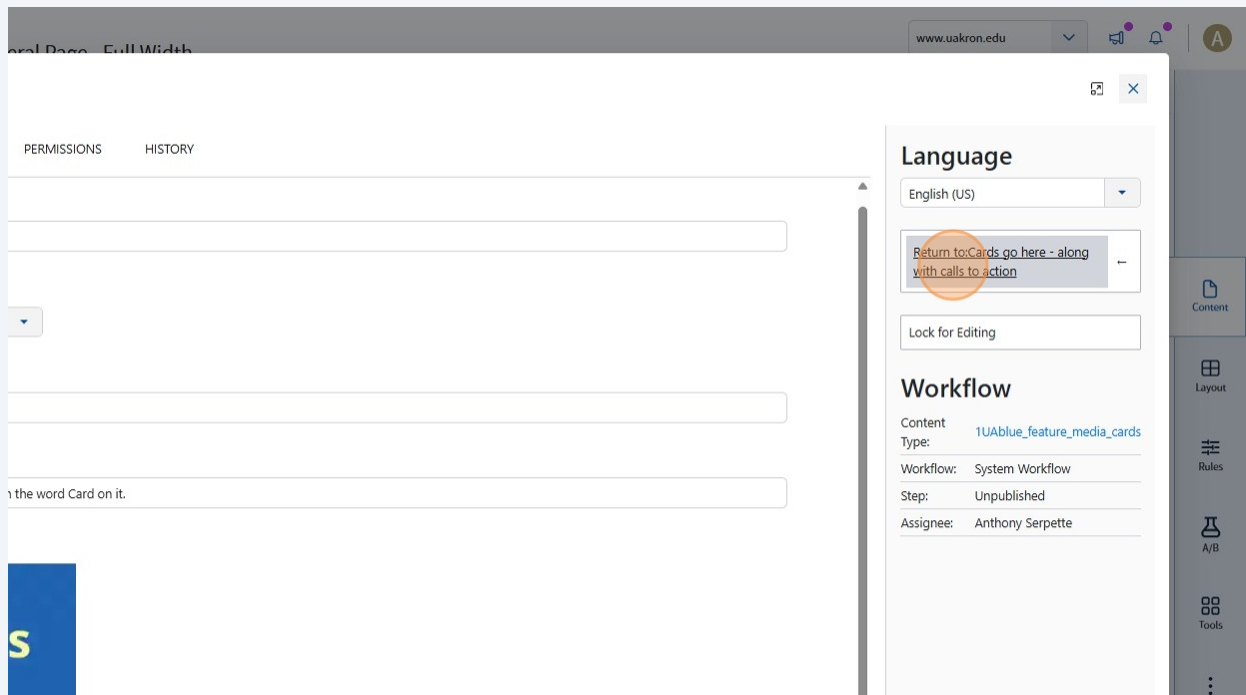 eral Page - Full Width
www.uakron.edu
A
PERMISSIONS
HISTORY
Language
English (US)
Return to:Cards go here - along
with calls to action
←
Lock for Editing
Workflow
Content
Type:
1UAblue_feature_media_cards
Workflow: System Workflow
Step: Unpublished
Assignee: Anthony Serpette
the word Card on it.
S
Content
Layout
Rules
A/B
Tools